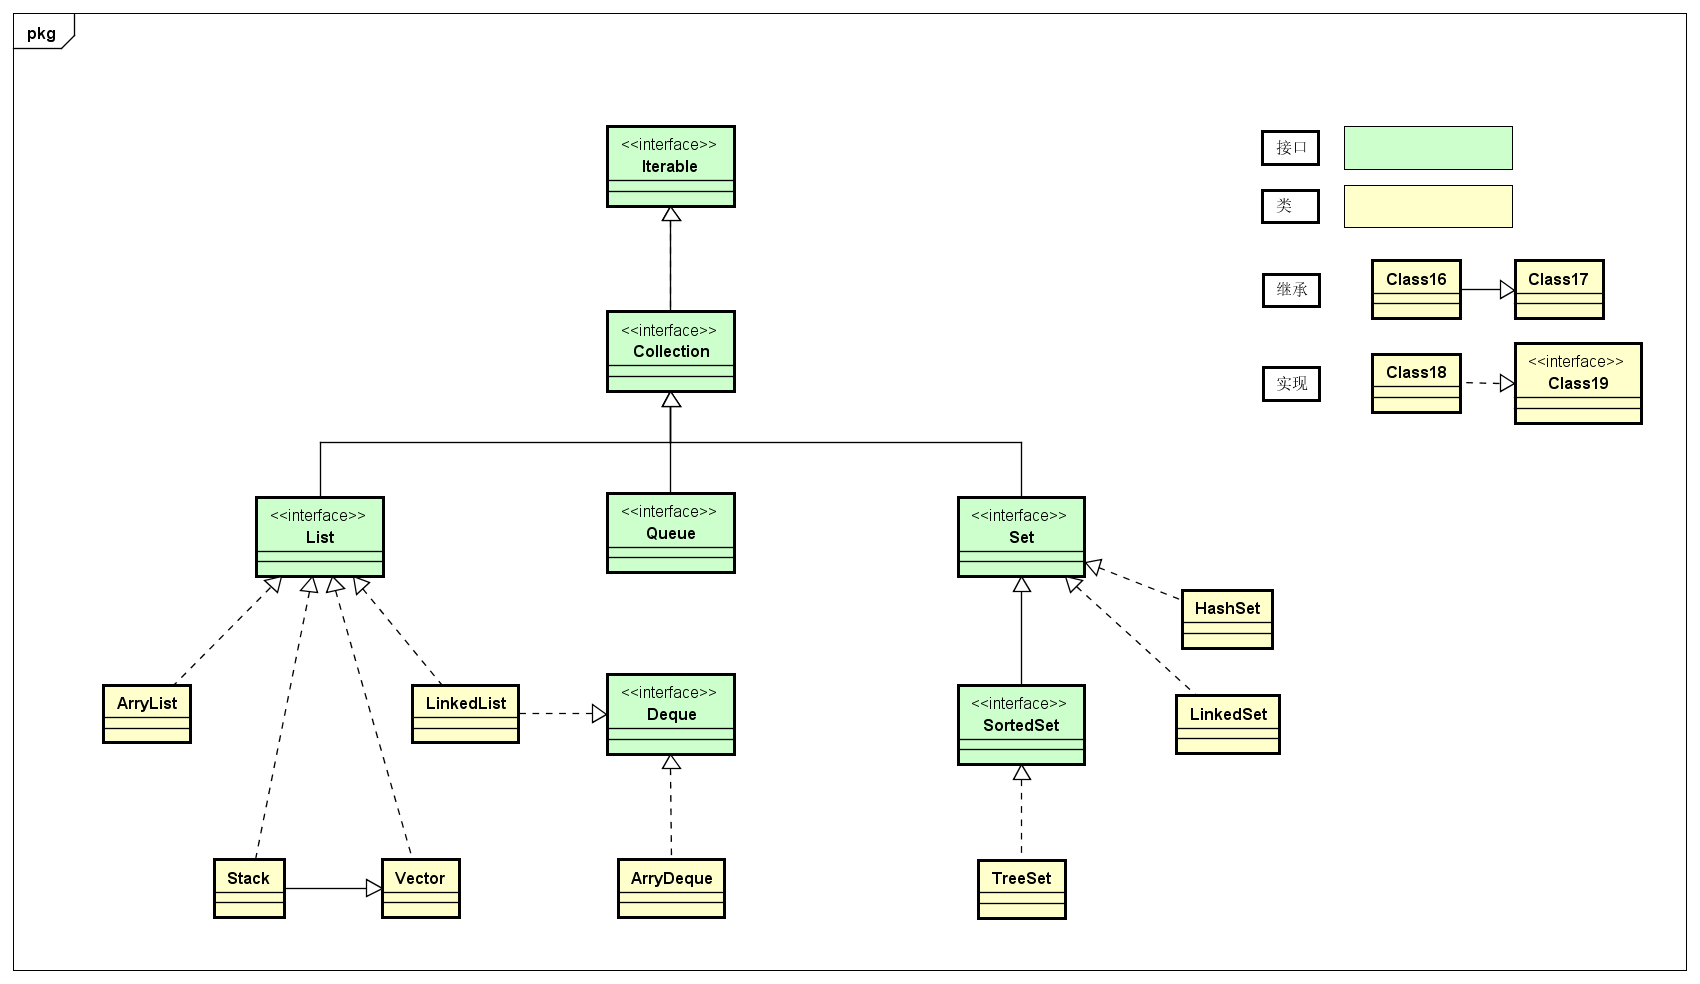 pkg
<<interface>>
Iterable
接口
类
<<interface>>
Collection
继承
Class16
Class17
实现
Class18
<<interface>>
Class19
<<interface>>
List
<<interface>>
Queue
<<interface>>
Set
HashSet
ArryList
LinkedList
<<interface>>
Deque
<<interface>>
SortedSet
LinkedSet
Stack
Vector
ArryDeque
TreeSet